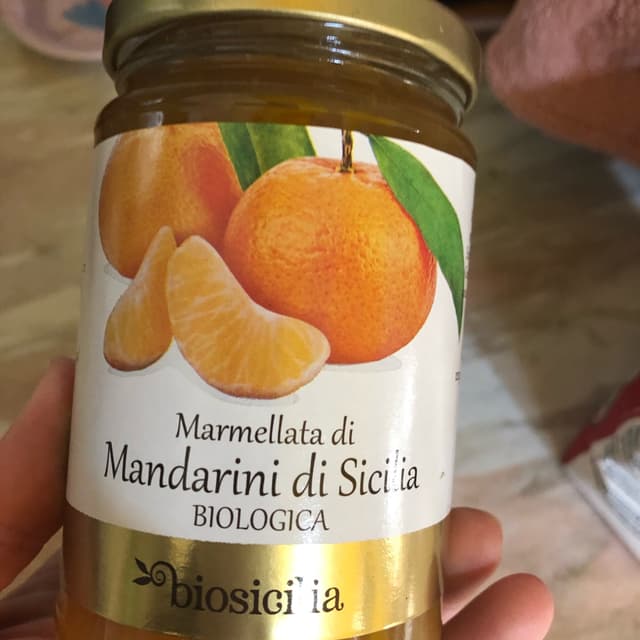 Marmellata di
Mandarini di Sicilia
BIOLOGICA
biosicilia